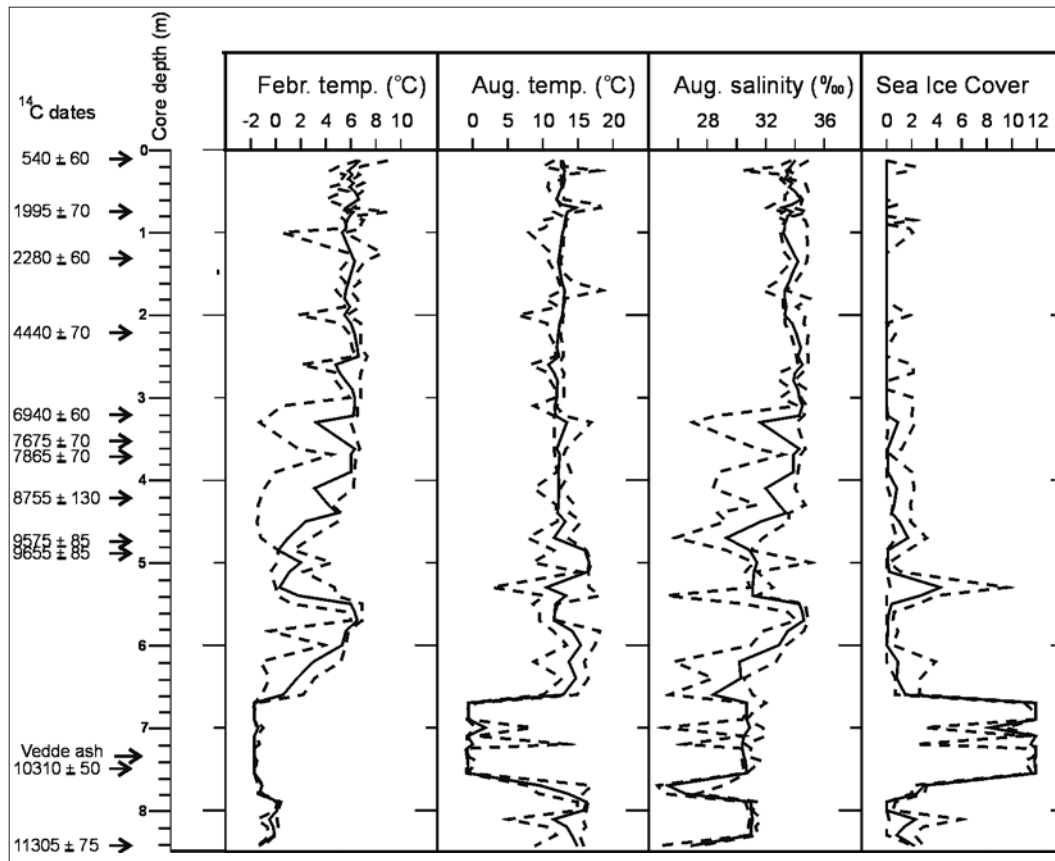 Febr. temp. (°C) Aug. temp. (°C) Aug. salinity (‰) Sea Ice Cover
-2 0 2 4 6 8 10 0 5 10 15 20 28 32 36 0 2 4 6 8 10 12
¹⁴C dates
Core depth (m)
0
1
2
3
4
5
6
7
8
540 ± 60
1995 ± 70
2280 ± 60
4440 ± 70
6940 ± 60
7675 ± 70
7865 ± 70
8755 ± 130
9575 ± 85
9655 ± 85
Vedde ash
10310 ± 50
11305 ± 75